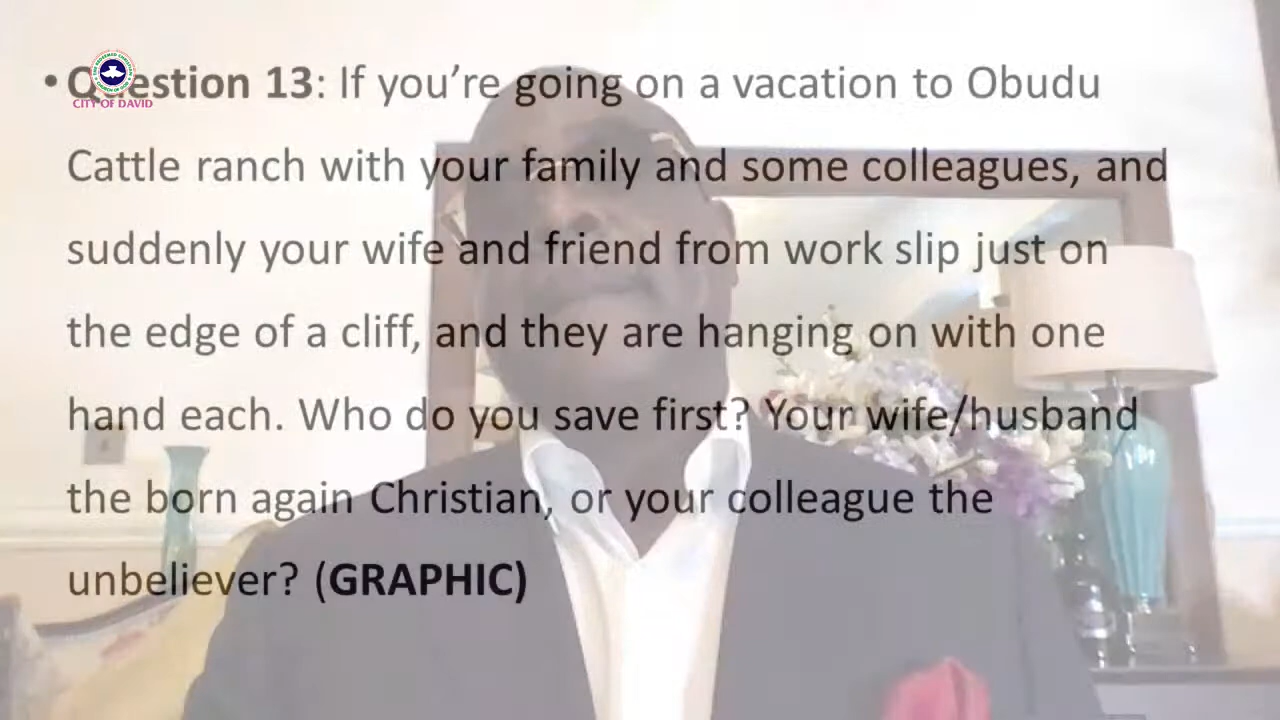 • Question 13: If you’re going on a vacation to Obudu
Cattle ranch with your family and some colleagues, and
suddenly your wife and friend from work slip just on
the edge of a cliff, and they are hanging on with one
hand each. Who do you save first? Your wife/husband
the born again Christian, or your colleague the
unbeliever? (GRAPHIC)
CITY OF DAVID